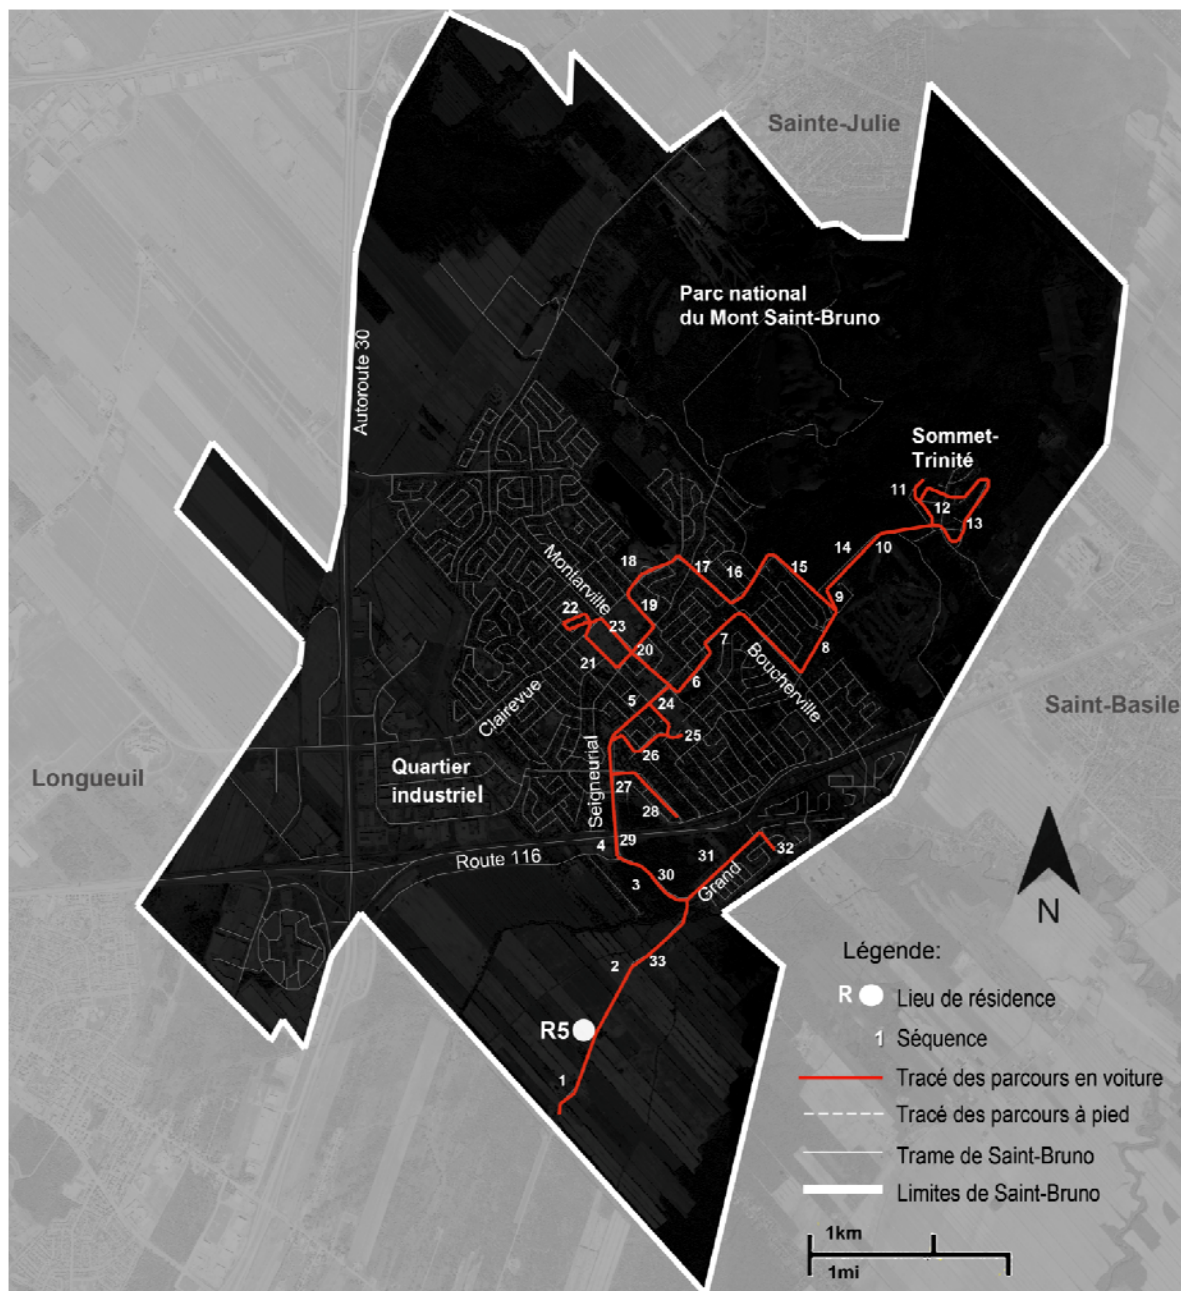 Sainte-Julie
Parc national
du Mont Saint-Bruno
Autoroute 30
Sommet-
Trinité
11
12
13
14
10
18
17
16
15
Montarville
9
19
22
23
20
7
8
21
6
Boucherville
Clairevue
5
24
Saint-Basile
25
26
Seigneurial
Longueuil
Quartier
industriel
27
28
4
29
Route 116
31
32
3
30
Grand
N
2
33
R5
1
Légende:
R Lieu de résidence
1 Séquence
Tracé des parcours en voiture
Tracé des parcours à pied
Trame de Saint-Bruno
Limites de Saint-Bruno
1km
1mi